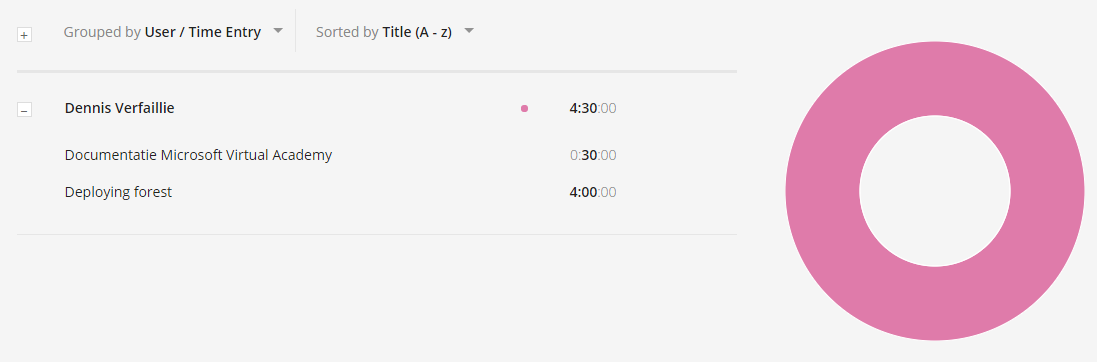 Grouped by User / Time Entry Sorted by Title (A - z)
Dennis Verfaillie 4:30:00
Documentatie Microsoft Virtual Academy 0:30:00
Deploying forest 4:00:00